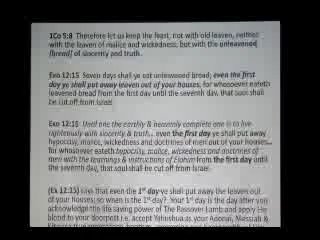 1Co 5:8 Therefore let us keep the feast, not with old leaven, neither
with the leaven of malice and wickedness, but with the unleavened
[bread] of sincerity and truth.
Exo 12:15 Seven days shall ye eat unleavened bread; even the first
day ye shall put away leaven out of your houses; for whosoever eateth
leavened bread from the first day until the seventh day, that soul shall
be cut off from Israel
Exo 12:15 Used one the earthly & heavenly complete one is to live
righteously with sincerity & truth... even the first day ye shall put away
hypocisy, malice, wickedness and doctrines of men out of your houses...
for whosoever eateth hypocisy, malice, wickedness and doctrines of
men with the teachings & instructions of Elohim from the first day until
the seventh day, that soulshall be cut off from Israel.
(Ex 12:15) says that even the 1st day ye shall put away the leaven out
of your houses; so when is the 1st day? Your 1st day is the day after you
acknowledge the life saving power of The Passover Lamb and apply His
blood to your doorposts i.e. accept Yahushua as your Adonai, Messiah &